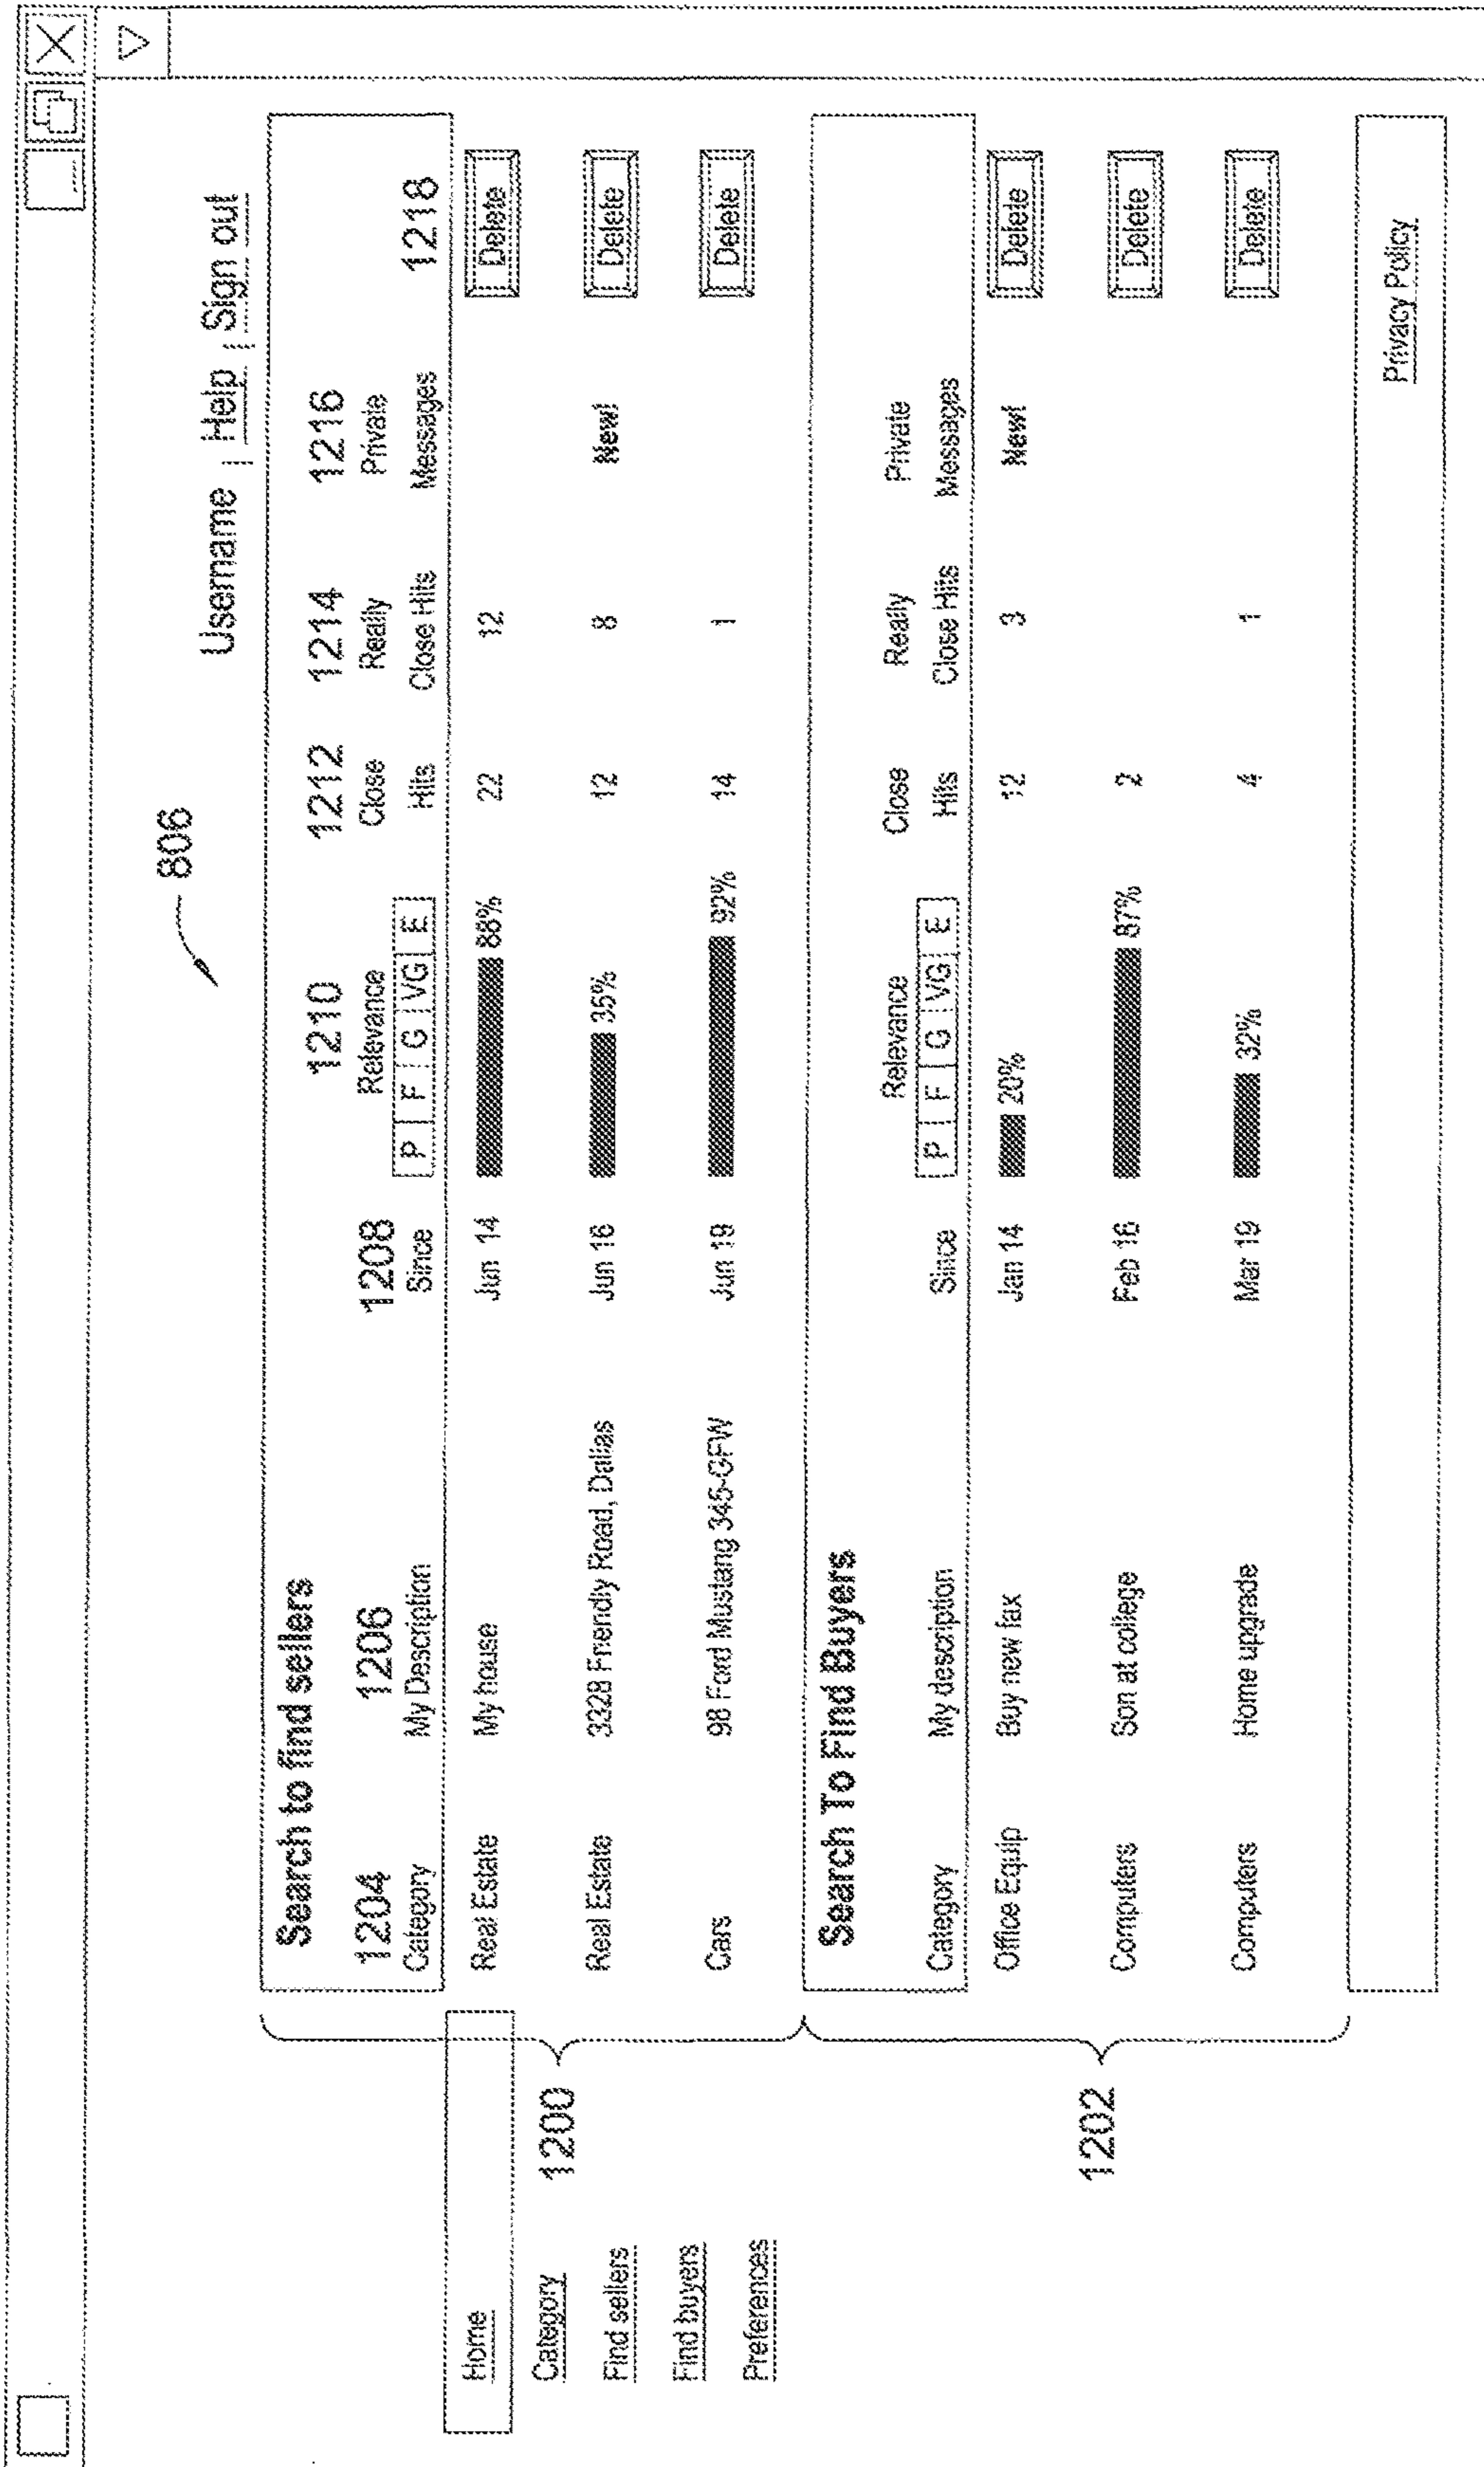 806
Username | Help | Sign out
Search to find sellers
1204 1206 1208 1210 1212 1214 1216 1218
Category My Description Since Relevance Close Hits Really Close Hits Private Messages
P F G VG E
Real Estate My house Jun 14 88% 22 12 Delete
Real Estate 3328 Friendly Road, Dallas Jun 16 35% 12 8 New! Delete
Cars 98 Ford Mustang 345-GFW Jun 19 92% 14 1 Delete
Search To Find Buyers
Category My description Since Relevance Close Hits Really Close Hits Private Messages
P F G VG E
Office Equip Buy new fax Jan 14 20% 12 3 New! Delete
Computers Son at college Feb 16 87% 2 Delete
Computers Home upgrade Mar 19 32% 4 1 Delete
Privacy Policy
Home
Category
Find sellers
Find buyers
Preferences
1200
1202